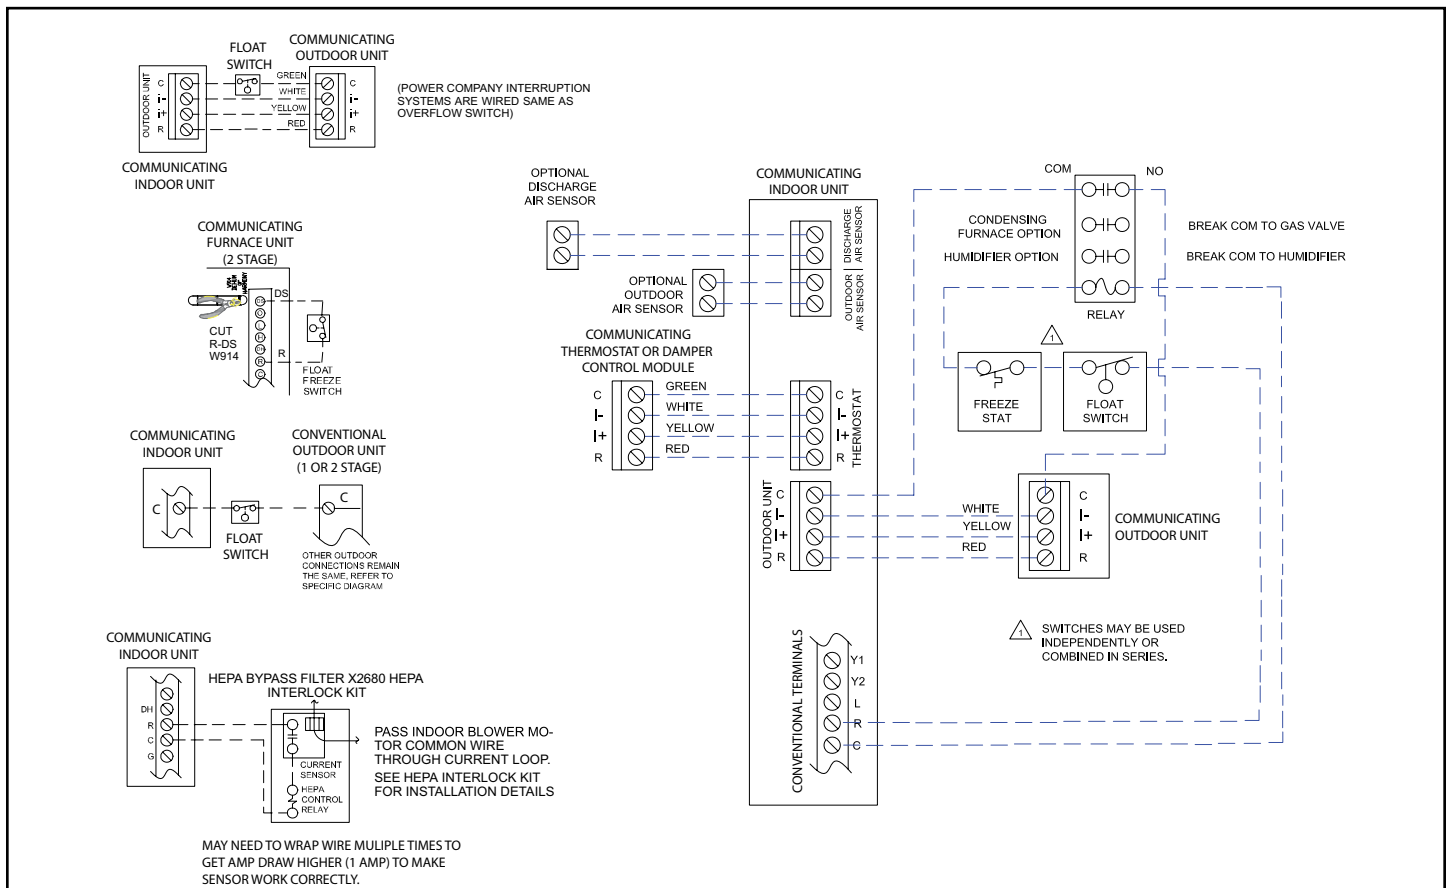 FLOAT
SWITCH
COMMUNICATING
OUTDOOR UNIT
OUTDOOR UNIT
C
i-
i+
R
GREEN
WHITE
YELLOW
RED
C
i-
i+
R
(POWER COMPANY INTERRUPTION
SYSTEMS ARE WIRED SAME AS
OVERFLOW SWITCH)
COMMUNICATING
INDOOR UNIT
COMMUNICATING
FURNACE UNIT
(2 STAGE)
DS
DS
O
L
H
DH
R
C
CUT
R-DS
W914
R
FLOAT
FREEZE
SWITCH
COMMUNICATING
INDOOR UNIT
C
FLOAT
SWITCH
CONVENTIONAL
OUTDOOR UNIT
(1 OR 2 STAGE)
C
OTHER OUTDOOR
CONNECTIONS REMAIN
THE SAME, REFER TO
SPECIFIC DIAGRAM
COMMUNICATING
INDOOR UNIT
DH
R
C
G
HEPA BYPASS FILTER X2680 HEPA
INTERLOCK KIT
CURRENT
SENSOR
HEPA
CONTROL
RELAY
PASS INDOOR BLOWER MO-
TOR COMMON WIRE
THROUGH CURRENT LOOP.
SEE HEPA INTERLOCK KIT
FOR INSTALLATION DETAILS
MAY NEED TO WRAP WIRE MULIPLE TIMES TO
GET AMP DRAW HIGHER (1 AMP) TO MAKE
SENSOR WORK CORRECTLY.
OPTIONAL
DISCHARGE
AIR SENSOR
OPTIONAL
OUTDOOR
AIR SENSOR
COMMUNICATING
THERMOSTAT OR DAMPER
CONTROL MODULE
C
I-
I+
R
GREEN
WHITE
YELLOW
RED
COMMUNICATING
INDOOR UNIT
DISCHARGE
AIR SENSOR
OUTDOOR
AIR SENSOR
C
I-
I+
R
THERMOSTAT
OUTDOOR UNIT
C
I-
I+
R
CONVENTIONAL TERMINALS
Y1
Y2
L
R
C
COM
NO
CONDENSING
FURNACE OPTION
HUMIDIFIER OPTION
BREAK COM TO GAS VALVE
BREAK COM TO HUMIDIFIER
RELAY
1
FREEZE
STAT
FLOAT
SWITCH
WHITE
YELLOW
RED
C
I-
I+
R
COMMUNICATING
OUTDOOR UNIT
1
SWITCHES MAY BE USED
INDEPENDENTLY OR
COMBINED IN SERIES.